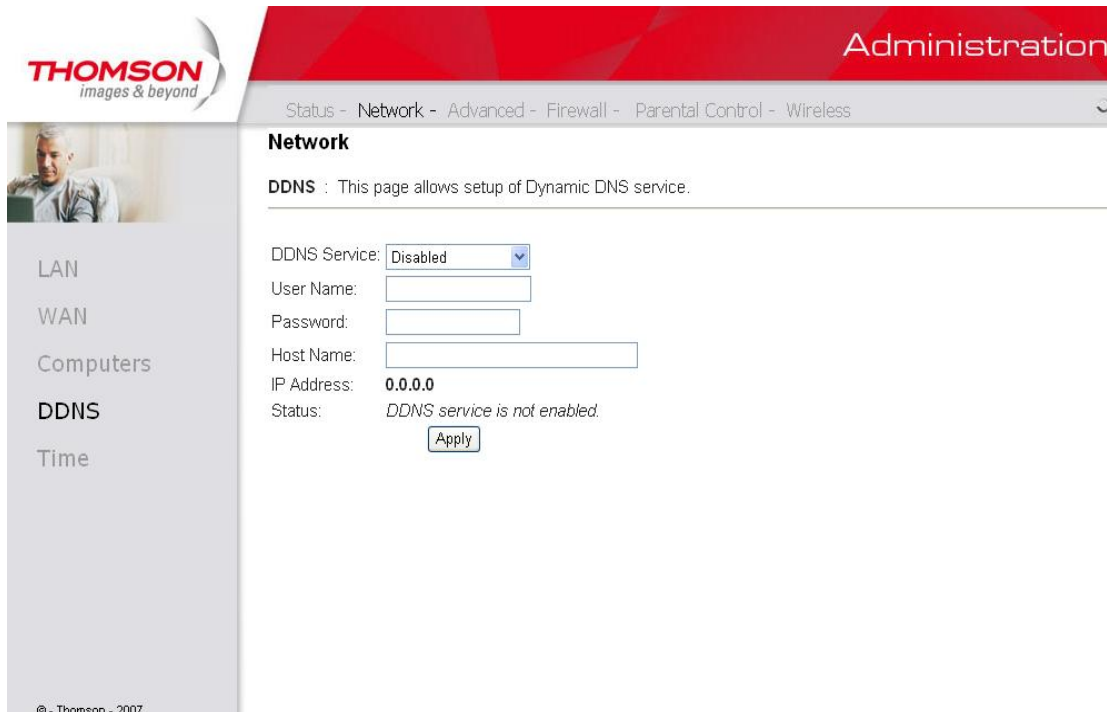 Administration
THOMSON
images & beyond
Status - Network - Advanced - Firewall - Parental Control - Wireless
Network
DDNS : This page allows setup of Dynamic DNS service.
LAN
WAN
Computers
DDNS
Time
DDNS Service: Disabled
User Name:
Password:
Host Name:
IP Address: 0.0.0.0
Status: DDNS service is not enabled.
Apply
© - Thomson - 2007